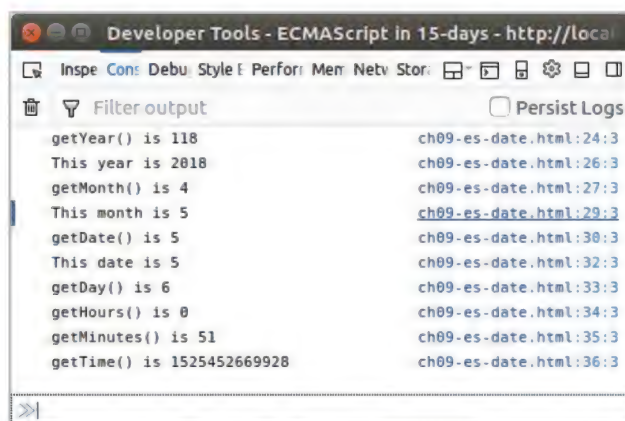 Developer Tools - ECMAScript in 15-days - http://loca
Inspe Cons Debu Style E Perfor Men Netv Stor
Filter output Persist Logs
getYear() is 118 ch09-es-date.html:24:3
This year is 2018 ch09-es-date.html:26:3
getMonth() is 4 ch09-es-date.html:27:3
This month is 5 ch09-es-date.html:29:3
getDate() is 5 ch09-es-date.html:30:3
This date is 5 ch09-es-date.html:32:3
getDay() is 6 ch09-es-date.html:33:3
getHours() is 0 ch09-es-date.html:34:3
getMinutes() is 51 ch09-es-date.html:35:3
getTime() is 1525452669928 ch09-es-date.html:36:3